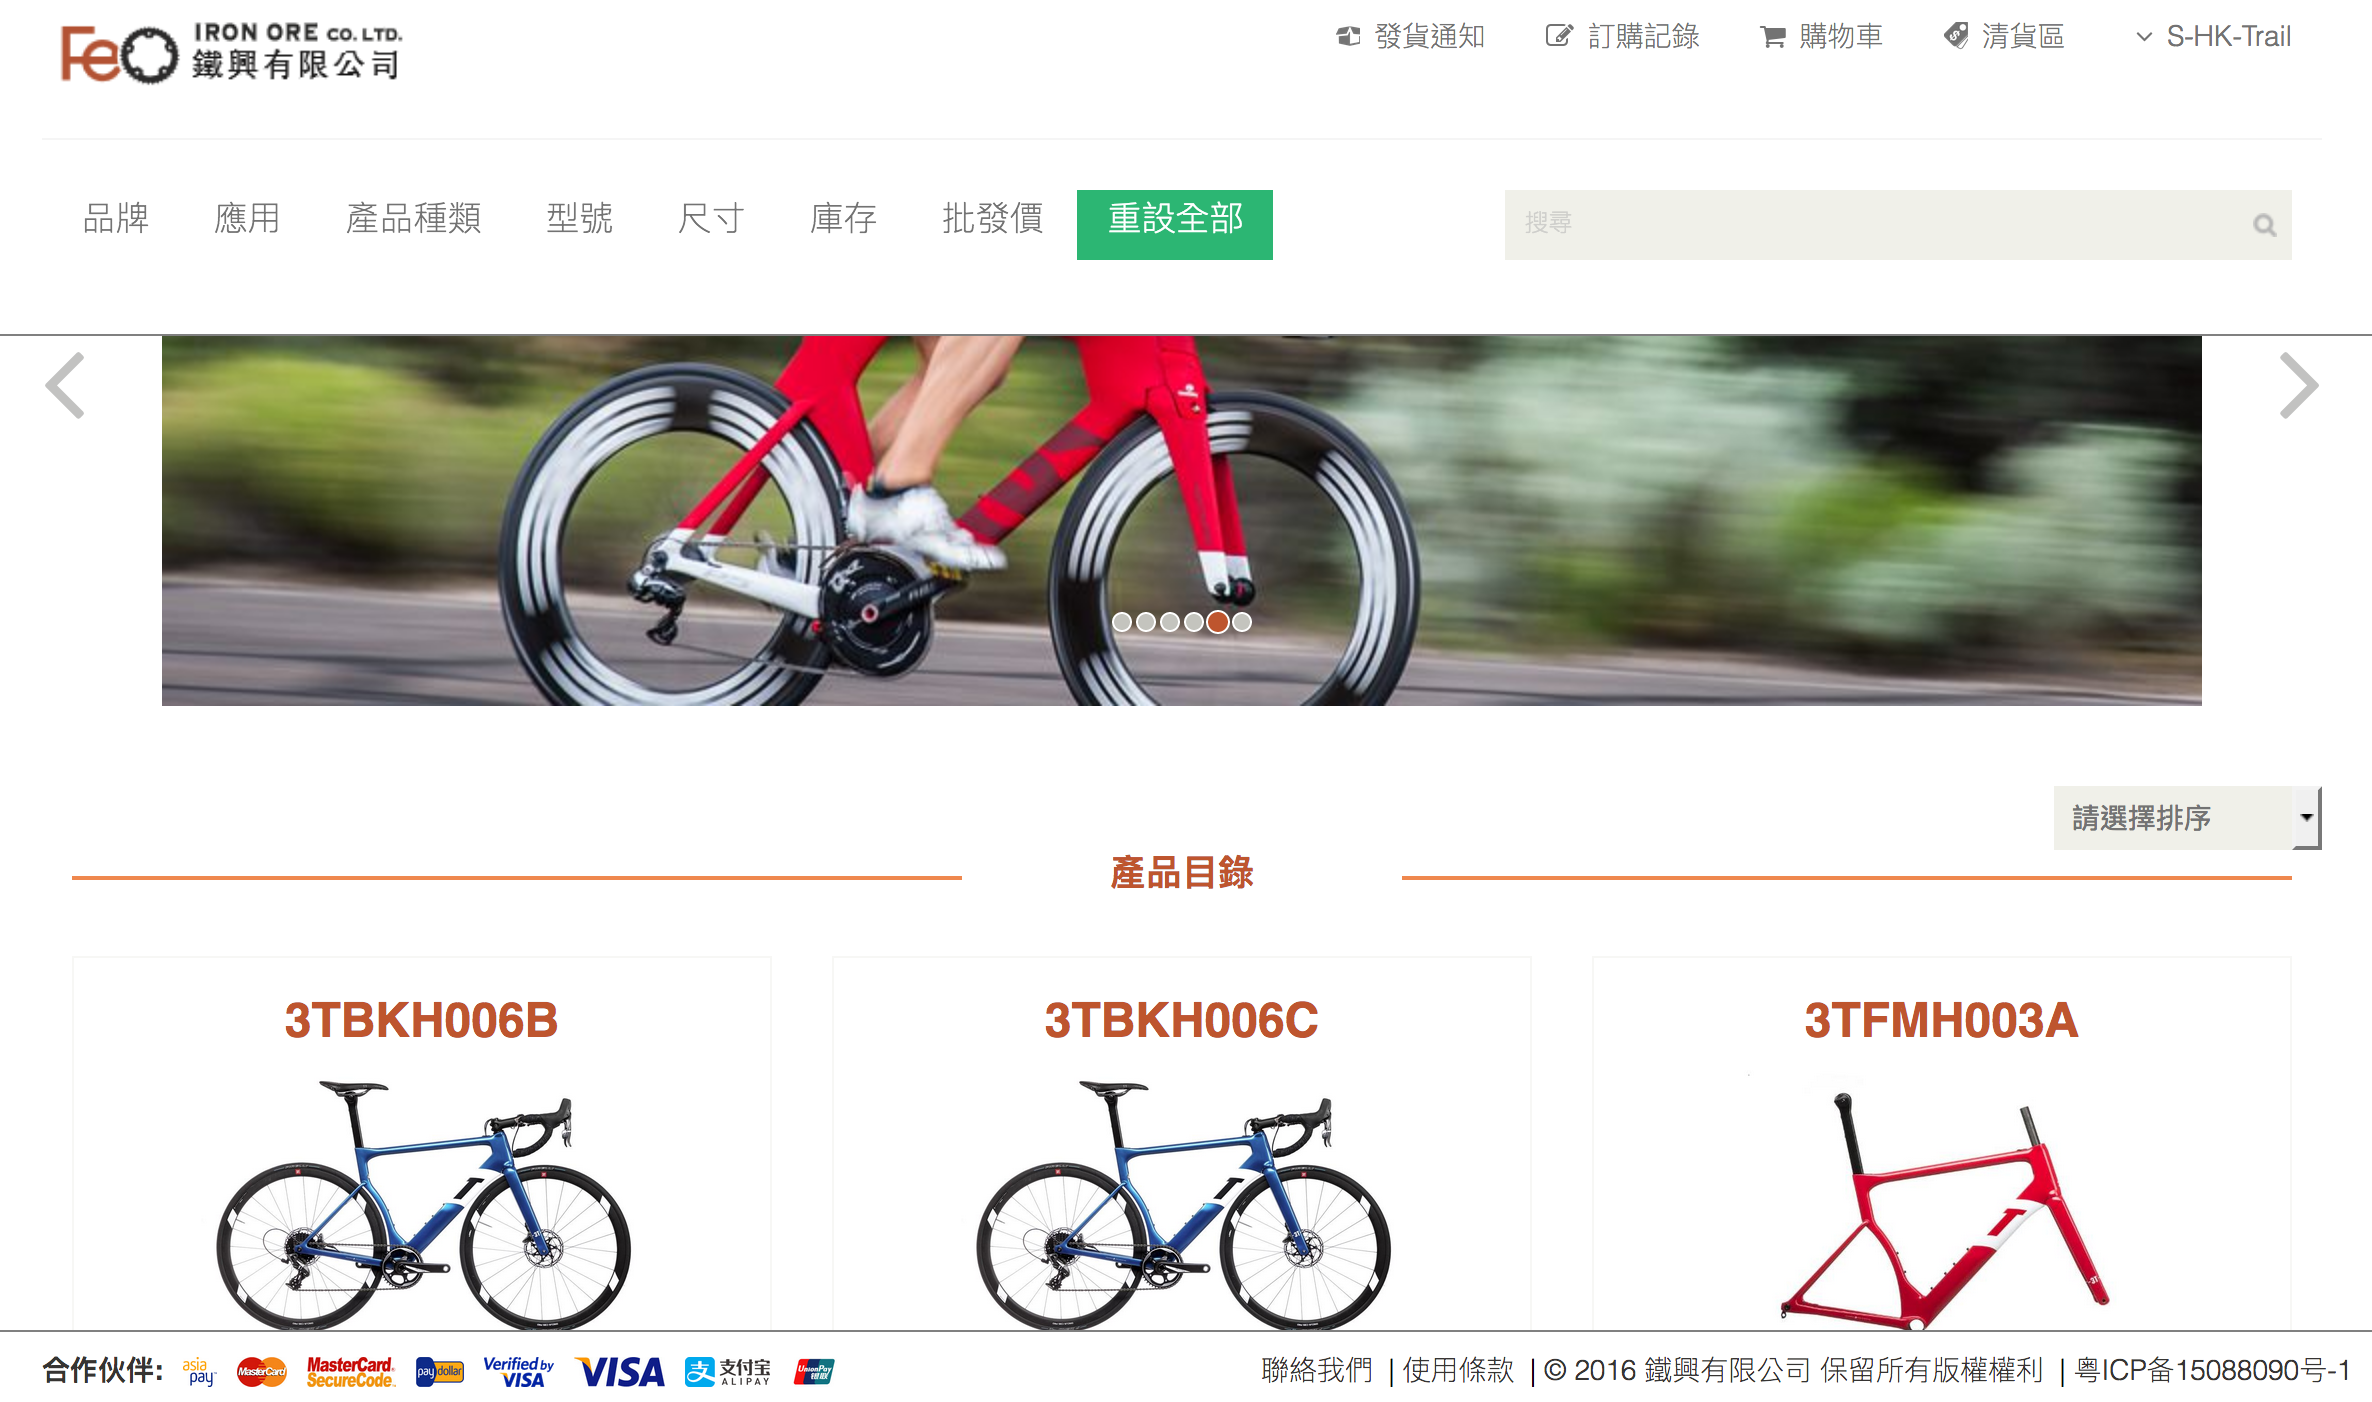 FeO IRON ORE CO. LTD.
鐵興有限公司
發貨通知 訂購記錄 購物車 清貨區 S-HK-Trail
品牌 應用 產品種類 型號 尺寸 庫存 批發價 重設全部 搜尋
請選擇排序
產品目錄
3TBKH006B 3TBKH006C 3TFMH003A
合作伙伴: asia pay MasterCard MasterCard. SecureCode. paydollar Verified by VISA VISA 支 支付宝 ALIPAY UnionPay 银联 聯絡我們 | 使用條款 | © 2016 鐵興有限公司 保留所有版權權利 | 粤ICP备15088090号-1